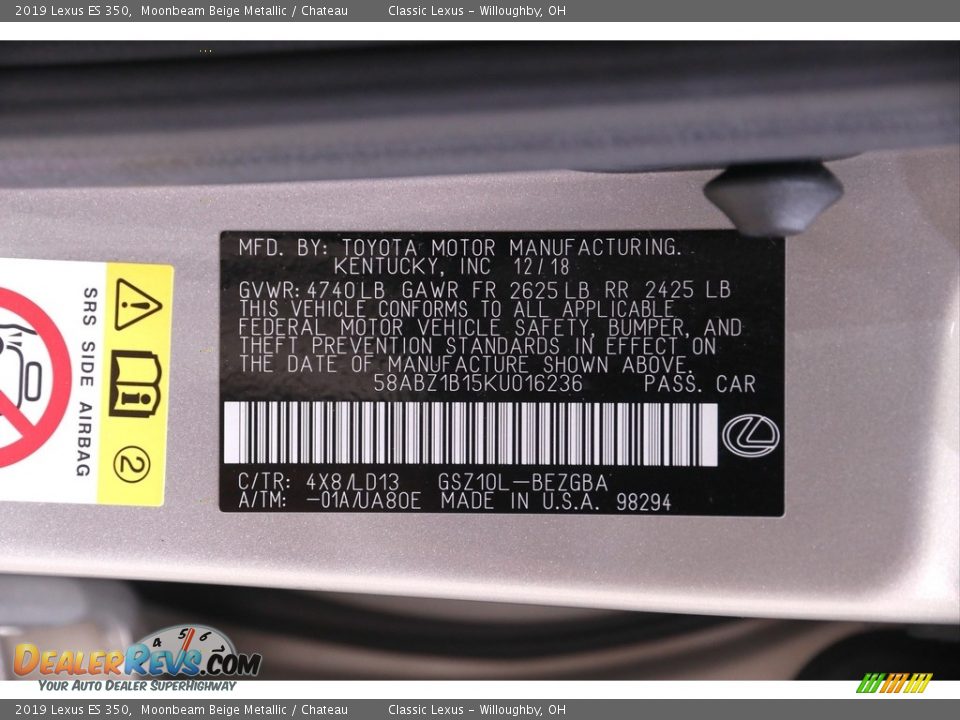 2019 Lexus ES 350,  Moonbeam Beige Metallic / Chateau          Classic Lexus - Willoughby, OH
MFD. BY: TOYOTA MOTOR MANUFACTURING.
KENTUCKY, INC  12/18
GVWR: 4740LB  GAWR FR 2625LB  RR 2425 LB
THIS VEHICLE CONFORMS TO ALL APPLICABLE
FEDERAL MOTOR VEHICLE SAFETY, BUMPER, AND
THEFT PREVENTION STANDARDS IN EFFECT ON
THE DATE OF MANUFACTURE SHOWN ABOVE.
58ABZ1B15KU016236      PASS. CAR
C/TR: 4X8/LD13    GSZ10L-BEZGBA
A/TM: -01A/UA80E  MADE IN U.S.A. 98294
SRS SIDE AIRBAG
2
4 5 6 7
DEALERREVS.COM
YOUR AUTO DEALER SUPERHIGHWAY
2019 Lexus ES 350,  Moonbeam Beige Metallic / Chateau          Classic Lexus - Willoughby, OH